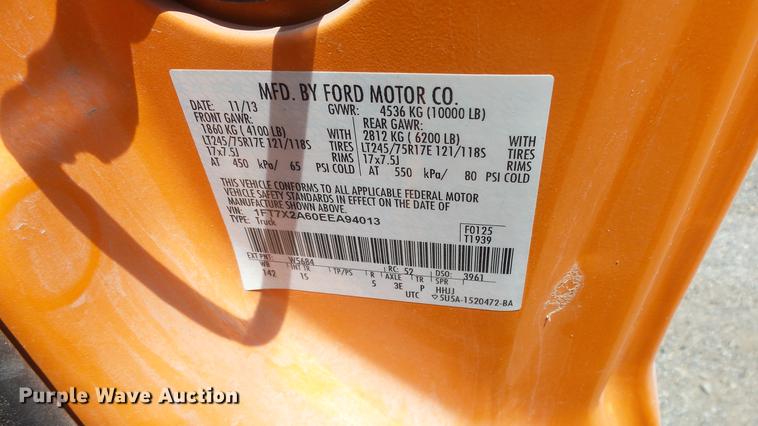 MFD. BY FORD MOTOR CO.
DATE: 11/13 GVWR: 4536 KG (10000 LB)
FRONT GAWR: REAR GAWR:
1860 KG ( 4100 LB) WITH 2812 KG ( 6200 LB) WITH
LT245/75R17E 121/118S TIRES LT245/75R17E 121/118S TIRES
17x7.5J RIMS 17x7.5J RIMS
AT 450 kPa/ 65 PSI COLD AT 550 kPa/ 80 PSI COLD
THIS VEHICLE CONFORMS TO ALL APPLICABLE FEDERAL MOTOR
VEHICLE SAFETY STANDARDS IN EFFECT ON THE DATE OF
MANUFACTURE SHOWN ABOVE.
VIN: 1FT7X2A60EEA94013 F0125
TYPE: Truck T1939
EXT PNT: W5684 RC: 52 DSO: 3961
WB INT TR TP/PS R AXLE TR SPR
142 15 5 3E P HHJJ
UTC ▽5U5A-1520472-BA
Purple Wave Auction